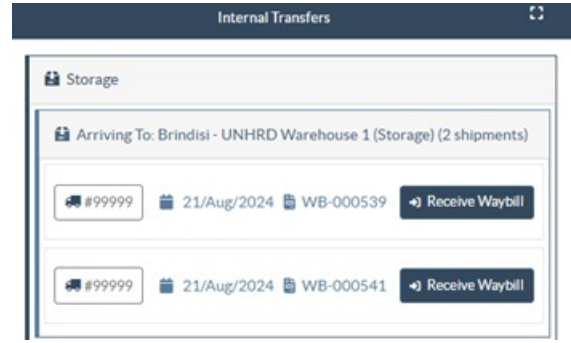 Internal Transfers
Storage
Arriving To: Brindisi - UNHRD Warehouse 1 (Storage) (2 shipments)
#99999 21/Aug/2024 WB-000539 Receive Waybill
#99999 21/Aug/2024 WB-000541 Receive Waybill